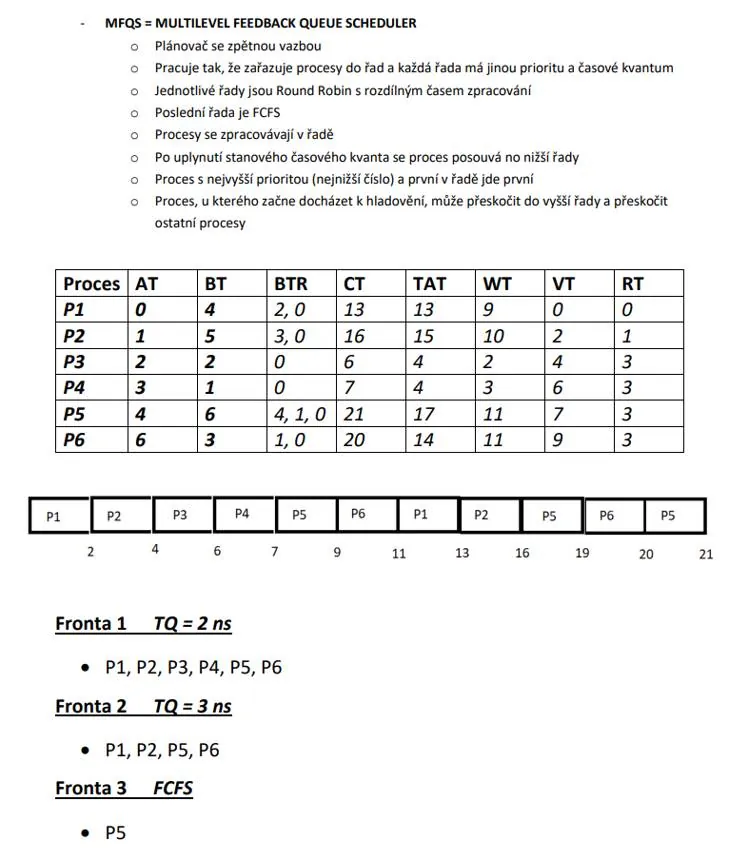 - MFQS = MULTILEVEL FEEDBACK QUEUE SCHEDULER
o Plánovač se zpětnou vazbou
o Pracuje tak, že zařazuje procesy do řad a každá řada má jinou prioritu a časové kvantum
o Jednotlivé řady jsou Round Robin s rozdílným časem zpracování
o Poslední řada je FCFS
o Procesy se zpracovávají v řadě
o Po uplynutí stanového časového kvanta se proces posouvá no nižší řady
o Proces s nejvyšší prioritou (nejnižší číslo) a první v řadě jde první
o Proces, u kterého začne docházet k hladovění, může přeskočit do vyšší řady a přeskočit
ostatní procesy
Proces AT BT BTR CT TAT WT VT RT
P1 0 4 2, 0 13 13 9 0 0
P2 1 5 3, 0 16 15 10 2 1
P3 2 2 0 6 4 2 4 3
P4 3 1 0 7 4 3 6 3
P5 4 6 4, 1, 0 21 17 11 7 3
P6 6 3 1, 0 20 14 11 9 3
P1 P2 P3 P4 P5 P6 P1 P2 P5 P6 P5
2 4 6 7 9 11 13 16 19 20 21
Fronta 1 TQ = 2 ns
• P1, P2, P3, P4, P5, P6
Fronta 2 TQ = 3 ns
• P1, P2, P5, P6
Fronta 3 FCFS
• P5